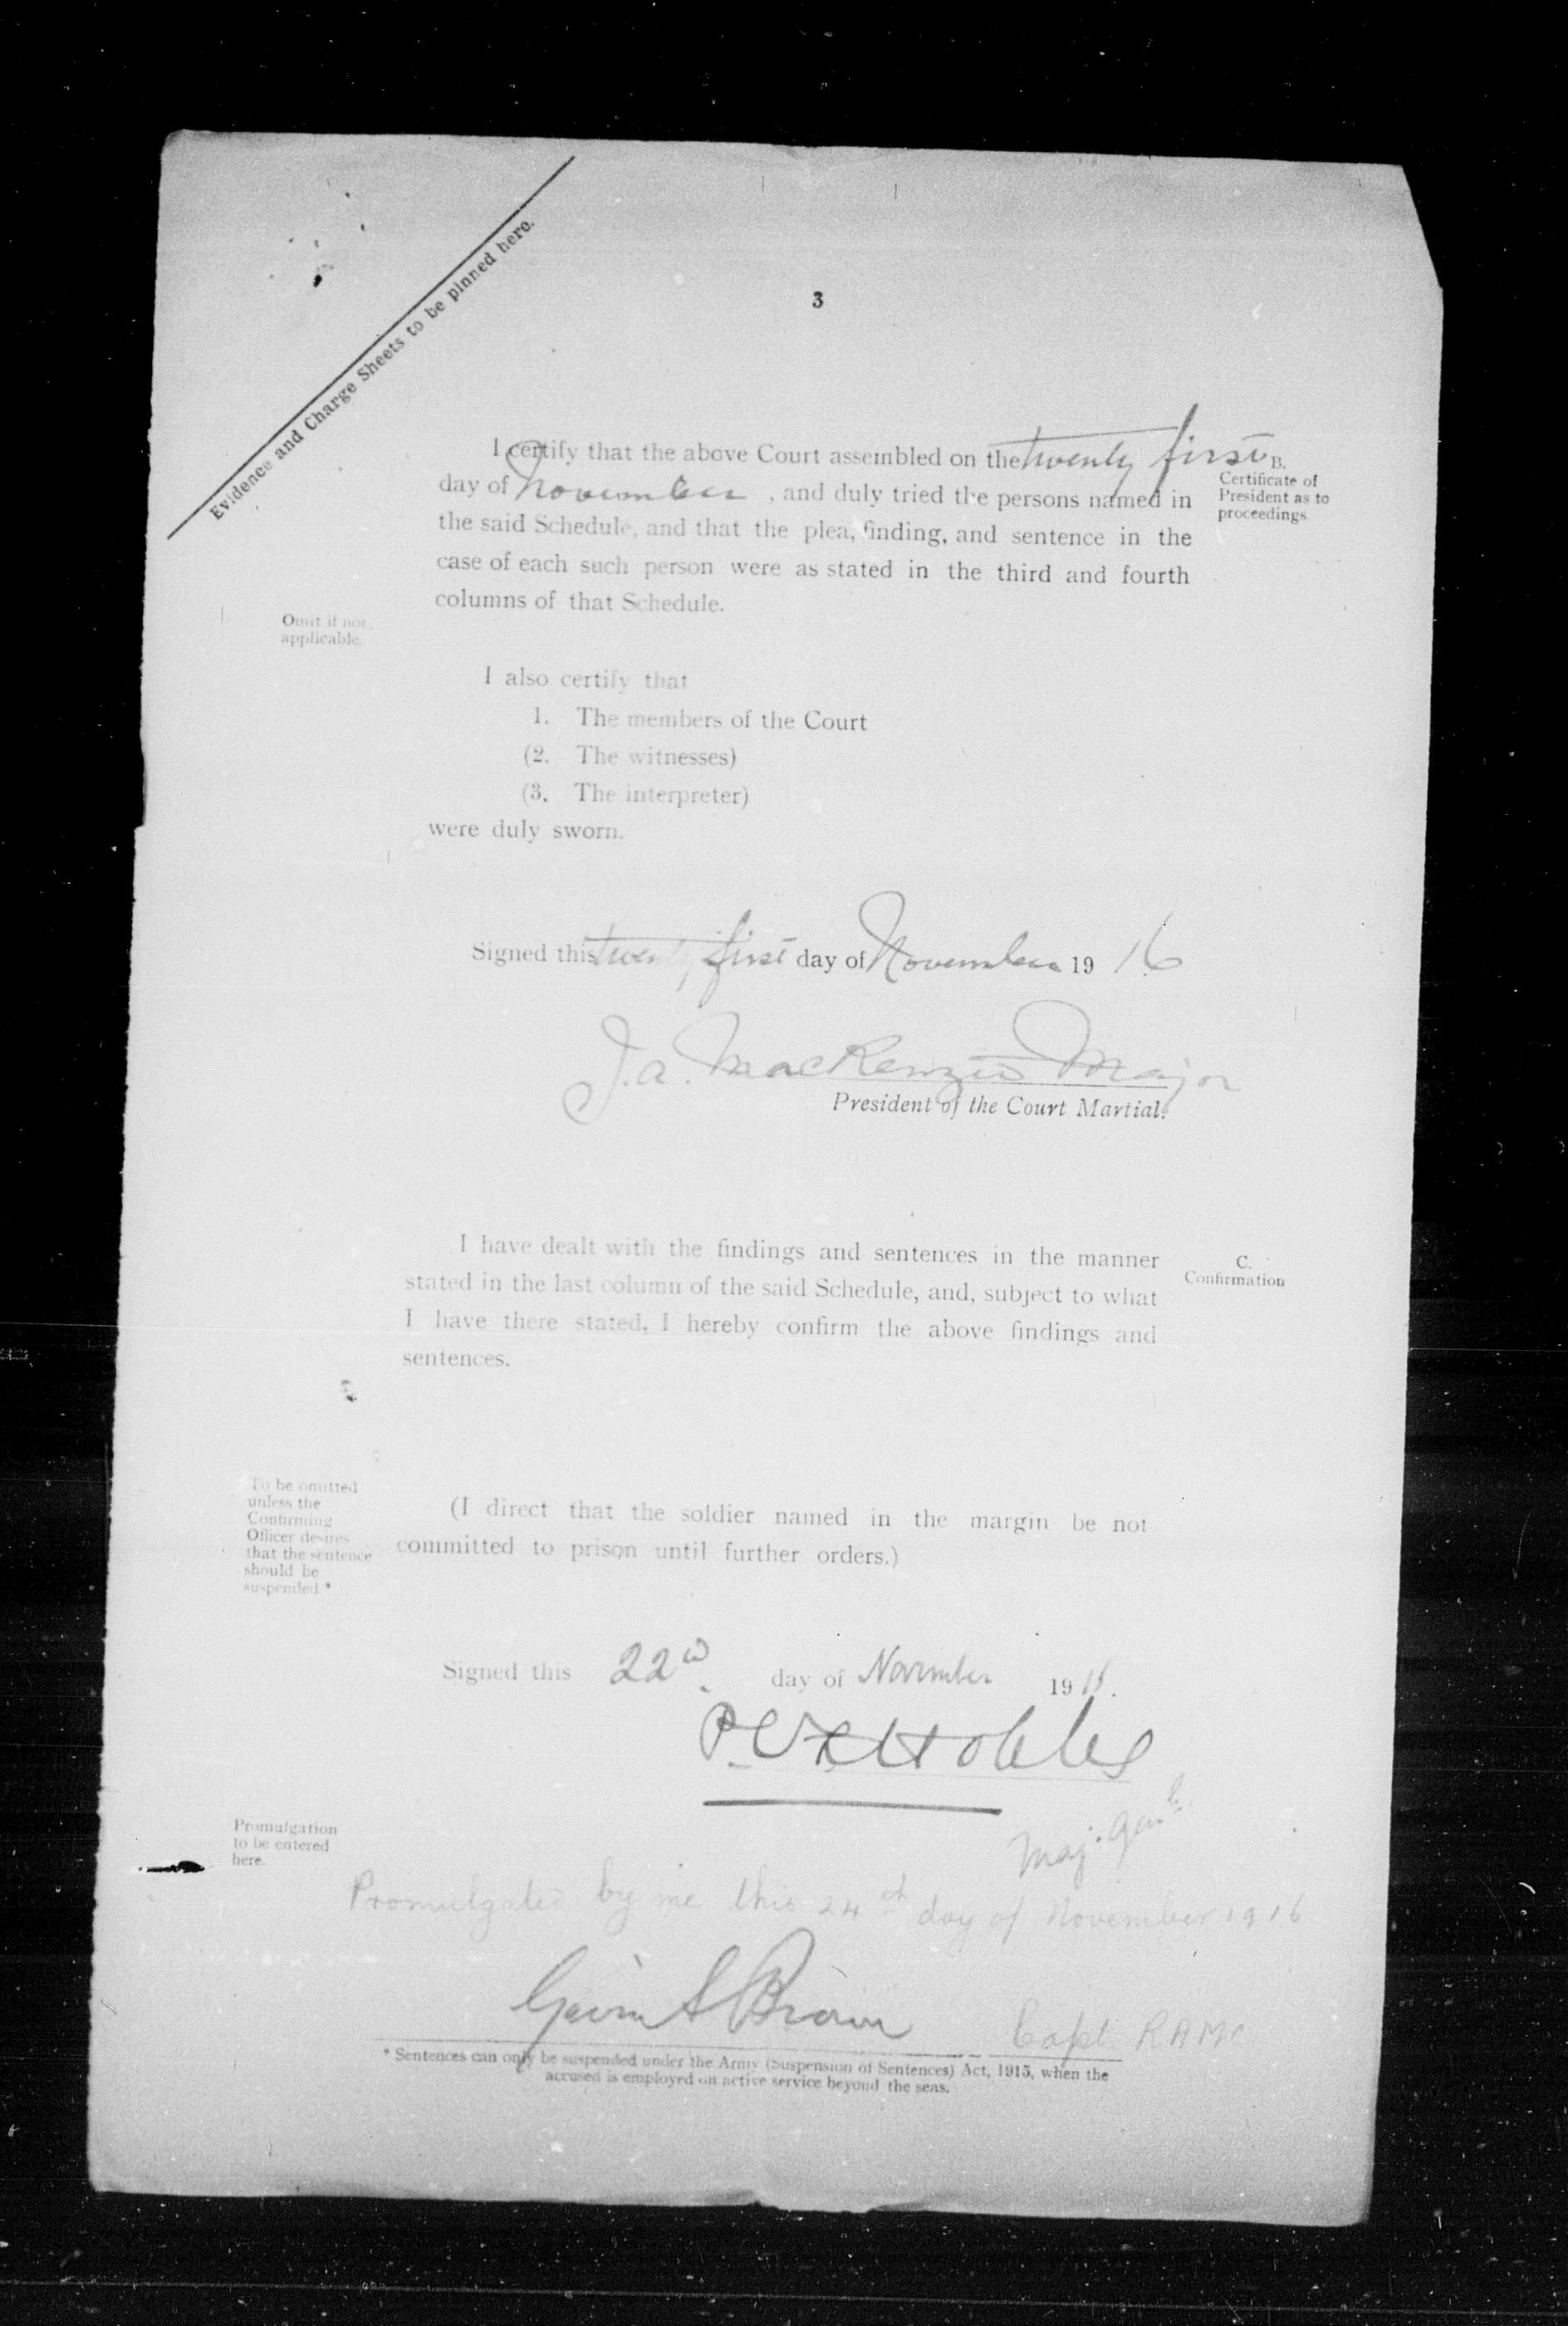 Evidence and Charge Sheets to be pinned here.
3
I certify that the above Court assembled on the twenty first
day of November , and duly tried the persons named in
the said Schedule, and that the plea, finding, and sentence in the
case of each such person were as stated in the third and fourth
columns of that Schedule.
B.
Certificate of
President as to
proceedings.
Omit if not
applicable.
I also certify that
1. The members of the Court
(2. The witnesses)
(3. The interpreter)
were duly sworn.
Signed this twenty first day of November 19 16
J.A. MacKenzie Major
President of the Court Martial.
I have dealt with the findings and sentences in the manner
stated in the last column of the said Schedule, and, subject to what
I have there stated, I hereby confirm the above findings and
sentences.
C.
Confirmation
To be omitted
unless the
Confirming
Officer desires
that the sentence
should be
suspended.*
(I direct that the soldier named in the margin be not
committed to prison until further orders.)
Signed this 22nd day of November 1916.
Maj. Genl.
Promulgation
to be entered
here.
Promulgated by me this 24th day of November 1916
Gavin A Brown Capt RAMC
* Sentences can only be suspended under the Army (Suspension of Sentences) Act, 1915, when the
accused is employed on active service beyond the seas.